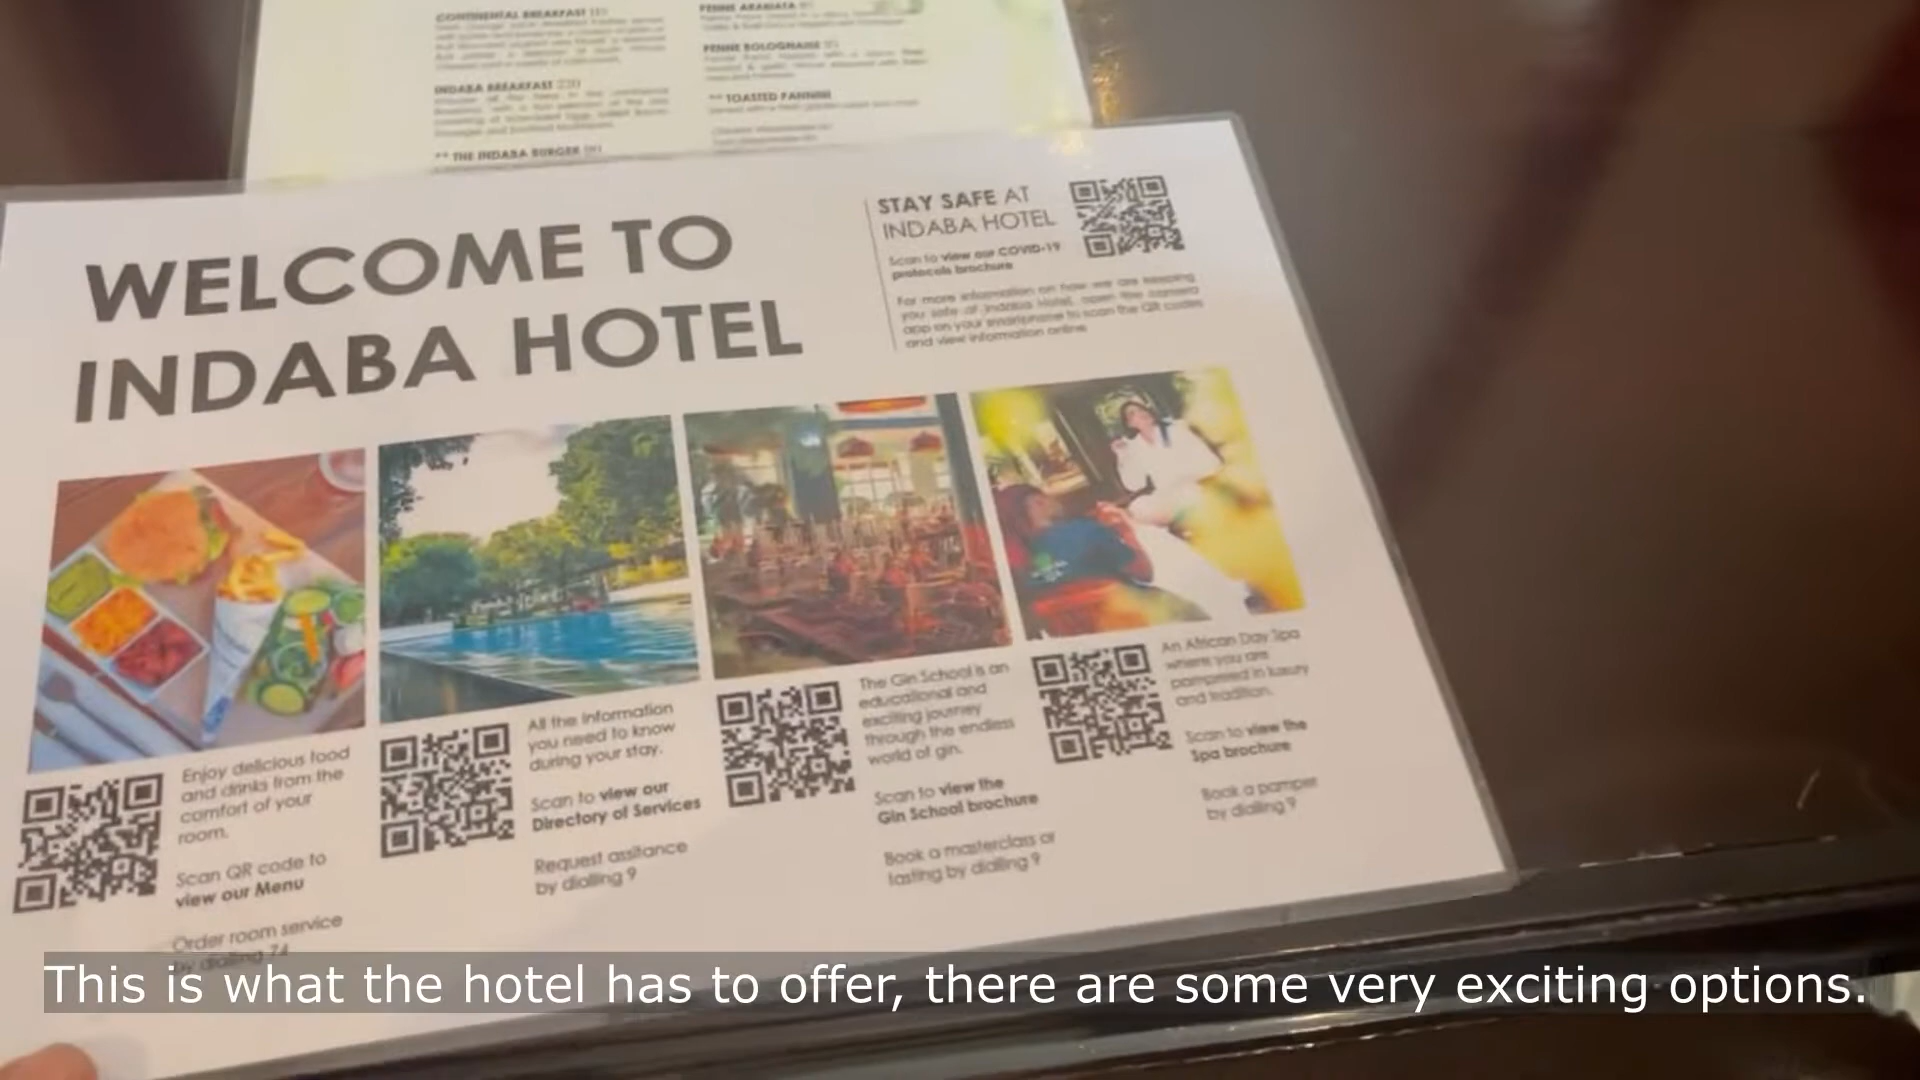 CONTINENTAL BREAKFAST
INDABA BREAKFAST
** THE INDABA BURGER
PENNE ARABIATA
PENNE BOLOGNAISE
** TOASTED PANNINI
WELCOME TO
INDABA HOTEL
STAY SAFE AT
INDABA HOTEL
Scan to view our COVID-19
protocols brochure
For more information on how we are keeping
you safe at Indaba Hotel, open the camera
app on your smartphone to scan the QR codes
and view information online
Enjoy delicious food
and drinks from the
comfort of your
room.
Scan QR code to
view our Menu
Order room service
by dialling 74
All the information
you need to know
during your stay.
Scan to view our
Directory of Services
Request assitance
by dialling 9
The Gin School is an
educational and
exciting journey
through the endless
world of gin.
Scan to view the
Gin School brochure
Book a masterclass or
tasting by dialling 9
An African Day Spa
where you are
pampered in luxury
and tradition.
Scan to view the
Spa brochure
Book a pamper
by dialling 9
This is what the hotel has to offer, there are some very exciting options.